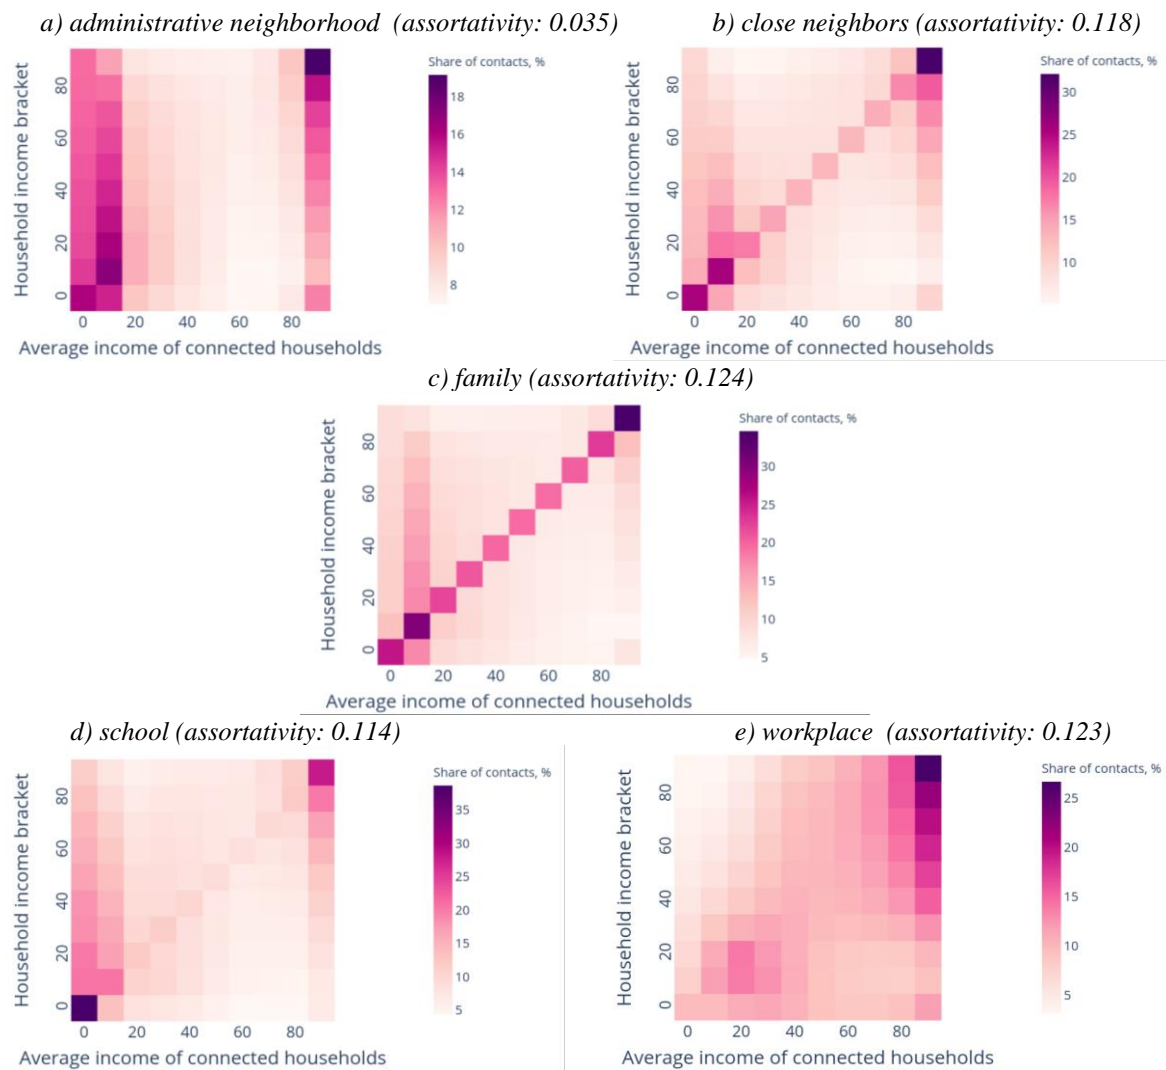 a) administrative neighborhood (assortativity: 0.035)
b) close neighbors (assortativity: 0.118)
Share of contacts, %
18
16
14
12
10
8
Household income bracket
80
60
40
20
0
0 20 40 60 80
Average income of connected households
Share of contacts, %
30
25
20
15
10
Household income bracket
80
60
40
20
0
0 20 40 60 80
Average income of connected households
c) family (assortativity: 0.124)
Share of contacts, %
30
25
20
15
10
5
Household income bracket
80
60
40
20
0
0 20 40 60 80
Average income of connected households
d) school (assortativity: 0.114)
e) workplace (assortativity: 0.123)
Share of contacts, %
35
30
25
20
15
10
5
Household income bracket
80
60
40
20
0
0 20 40 60 80
Average income of connected households
Share of contacts, %
25
20
15
10
5
Household income bracket
80
60
40
20
0
0 20 40 60 80
Average income of connected households